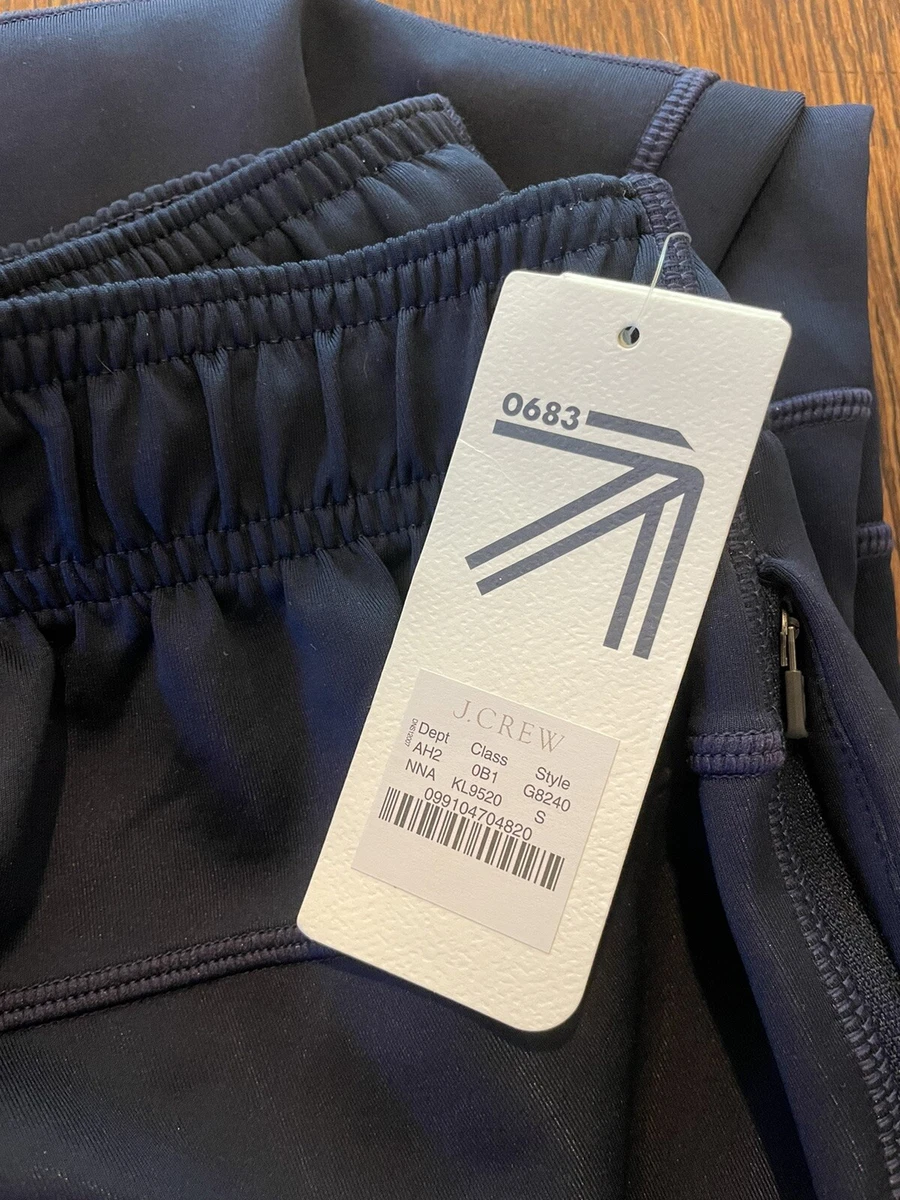 0683
J.CREW
Dept Class Style
AH2 0B1 G8240
NNA KL9520 S
099104704820